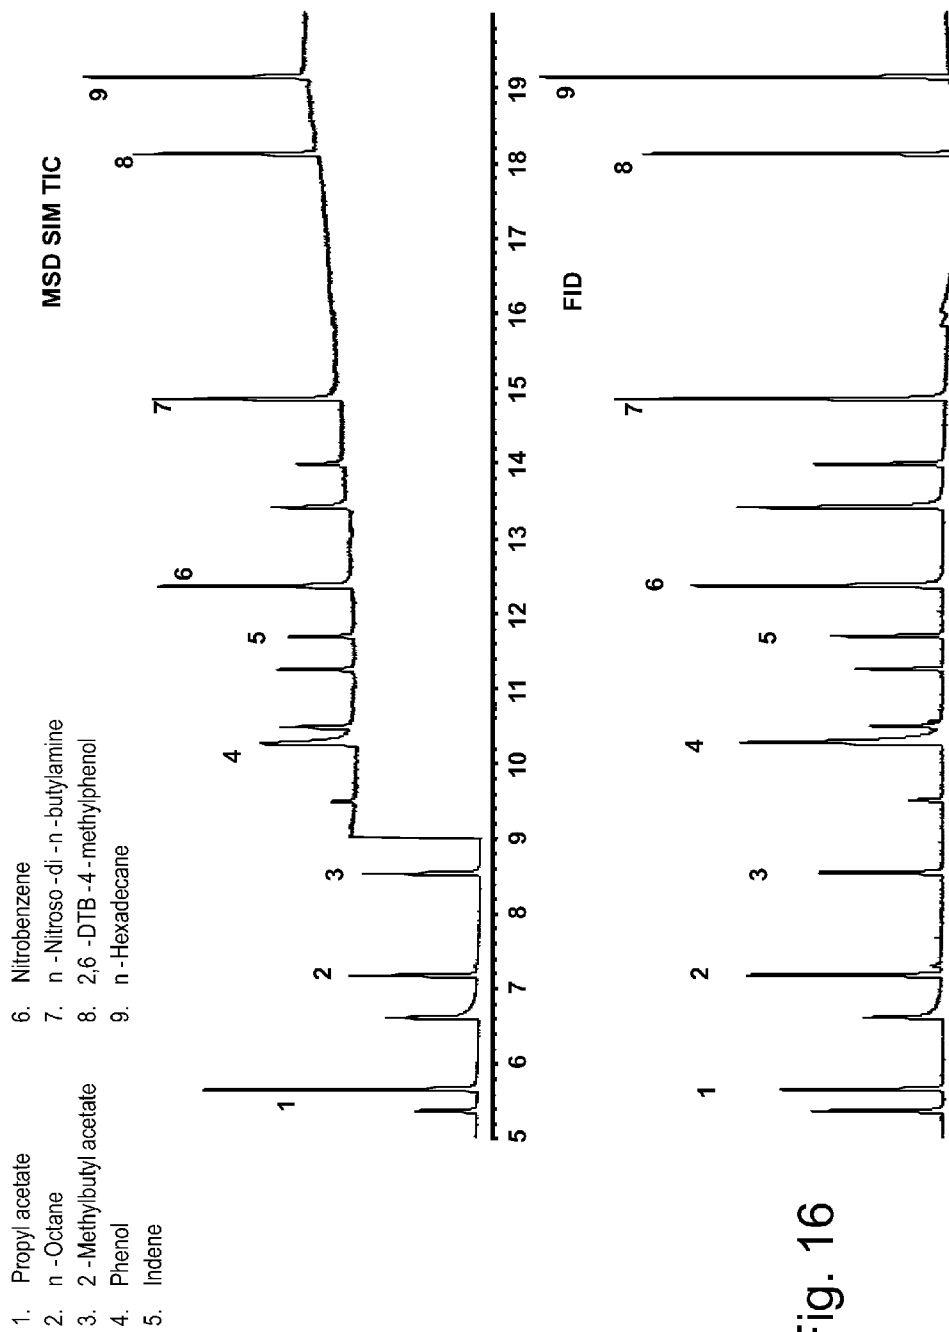 1. Propyl acetate
2. n -Octane
3. 2 -Methylbutyl acetate
4. Phenol
5. Indene
6. Nitrobenzene
7. n -Nitroso -di - n -butylamine
8. 2,6 -DTB -4 -methylphenol
9. n -Hexadecane
MSD SIM TIC
1
2
3
4
5
6
7
8
9
5 6 7 8 9 10 11 12 13 14 15 16 17 18 19
FID
1
2
3
4
5
6
7
8
9
Fig. 16